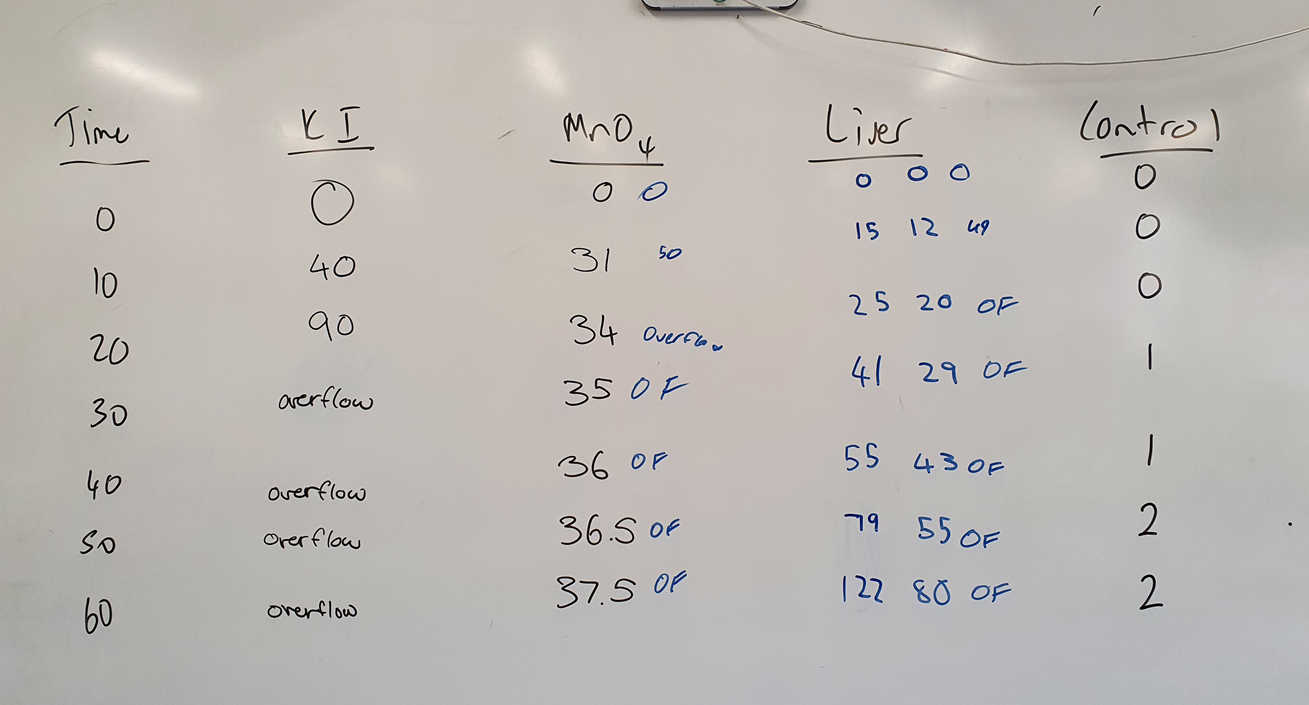 Time KI MnO₄ Liver Control
0 0 0 0 0 0 0 0
10 40 31 50 15 12 49 0
20 90 34 overflow 25 20 OF 0
30 overflow 35 OF 41 29 OF 1
40 overflow 36 OF 55 43 OF 1
50 overflow 36.5 OF 79 55 OF 2
60 overflow 37.5 OF 122 80 OF 2